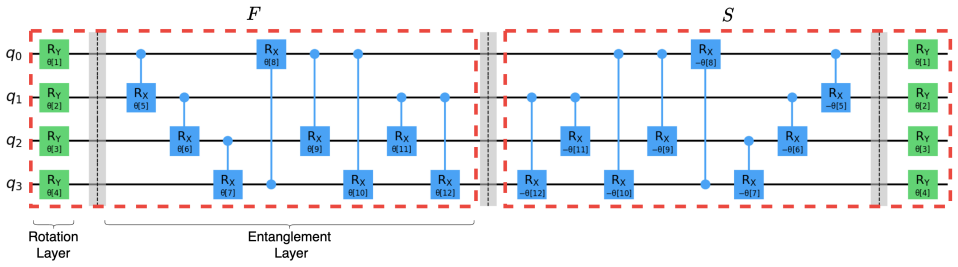 F S
q0 RX RX RY
RY θ[8] -θ[8] θ[1]
θ[1]
q1 RY RX RX RY
θ[2] θ[5] -θ[5] θ[2]
q2 RY RX RX RX RX RX RX RY
θ[3] θ[6] θ[9] θ[11] -θ[11] -θ[9] -θ[6] θ[3]
q3 RY RX RX RX RX RX RX RY
θ[4] θ[7] θ[10] θ[12] -θ[12] -θ[10] -θ[7] θ[4]
Rotation Entanglement
Layer Layer